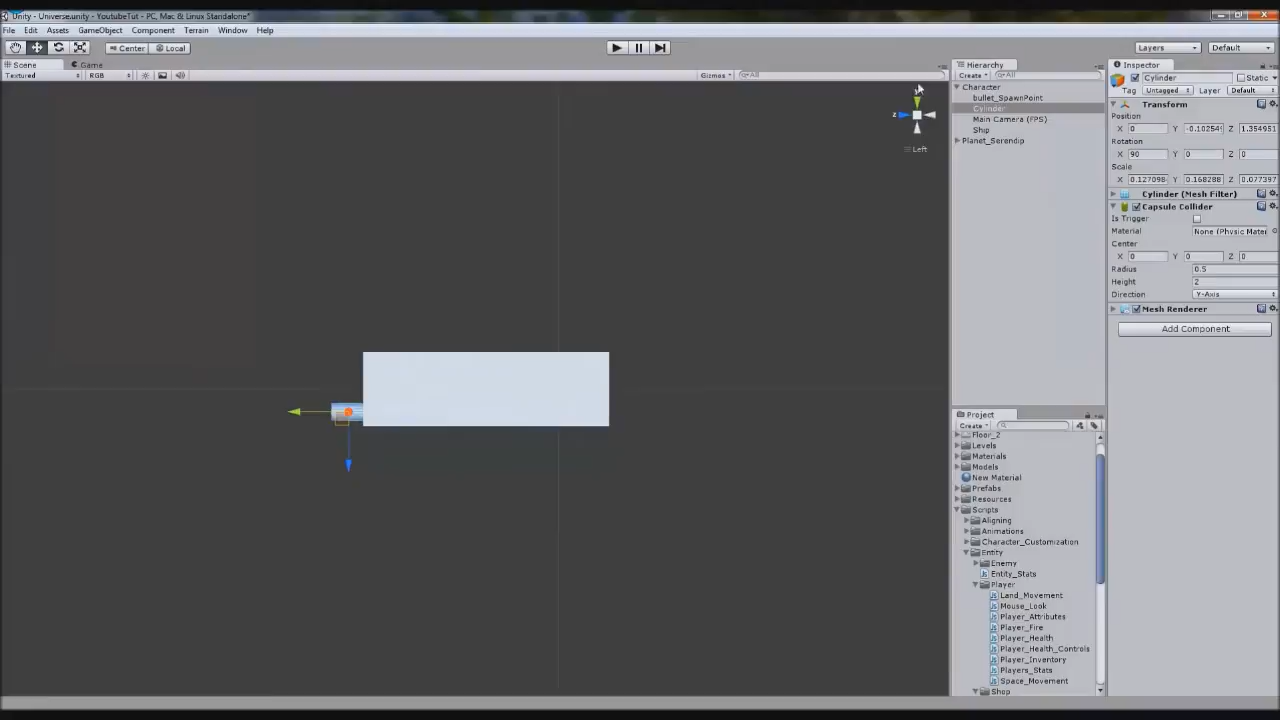 Unity - Universe.unity - YoutubeTut - PC, Mac & Linux Standalone*
File Edit Assets GameObject Component Terrain Window Help
Center Local Layers Default
Scene Game Hierarchy Inspector
Textured RGB Gizmos All Create All
Cylinder Static
Tag Untagged Layer Default
Character
bullet_SpawnPoint
Cylinder
Main Camera (FPS)
Ship
Planet_Serendip
y
z
Left
Transform
Position
X 0 Y -0.10254 Z 1.354951
Rotation
X 90 Y 0 Z 0
Scale
X 0.127098 Y 0.168288 Z 0.077397
Cylinder (Mesh Filter)
Capsule Collider
Is Trigger
Material None (Physic Mater
Center
X 0 Y 0 Z 0
Radius 0.5
Height 2
Direction Y-Axis
Mesh Renderer
Add Component
Project
Create
Floor_2
Levels
Materials
Models
New Material
Prefabs
Resources
Scripts
Aligning
Animations
Character_Customization
Entity
Enemy
Entity_Stats
Player
Land_Movement
Mouse_Look
Player_Attributes
Player_Fire
Player_Health
Player_Health_Controls
Player_Inventory
Players_Stats
Space_Movement
Shop